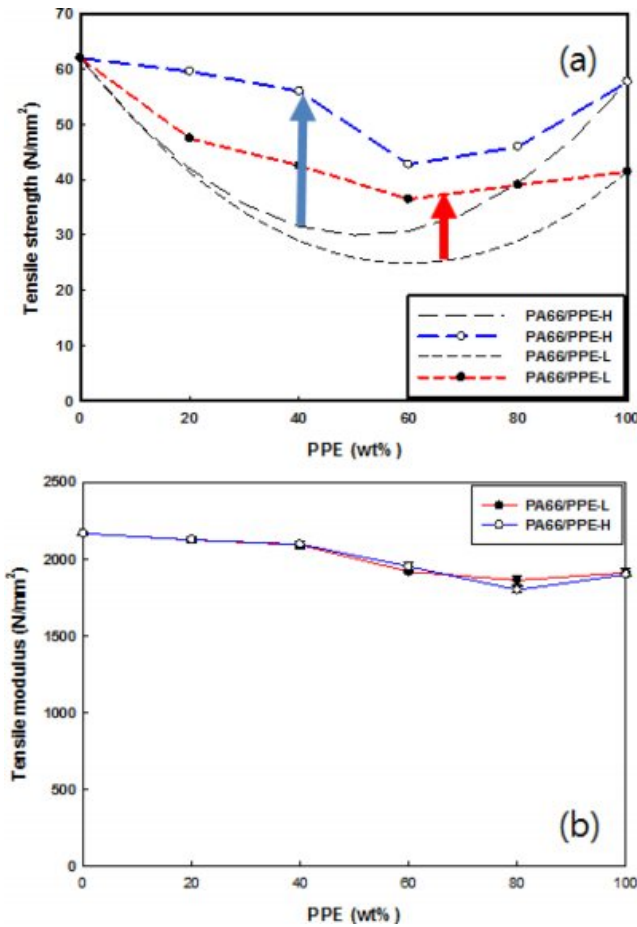 70
60
50
40
30
20
10
0
Tensile strength (N/mm²)
(a)
PA66/PPE-H
PA66/PPE-H
PA66/PPE-L
PA66/PPE-L
0 20 40 60 80 100
PPE (wt%)
2500
2000
1500
1000
500
0
Tensile modulus (N/mm²)
PA66/PPE-L
PA66/PPE-H
(b)
0 20 40 60 80 100
PPE (wt%)